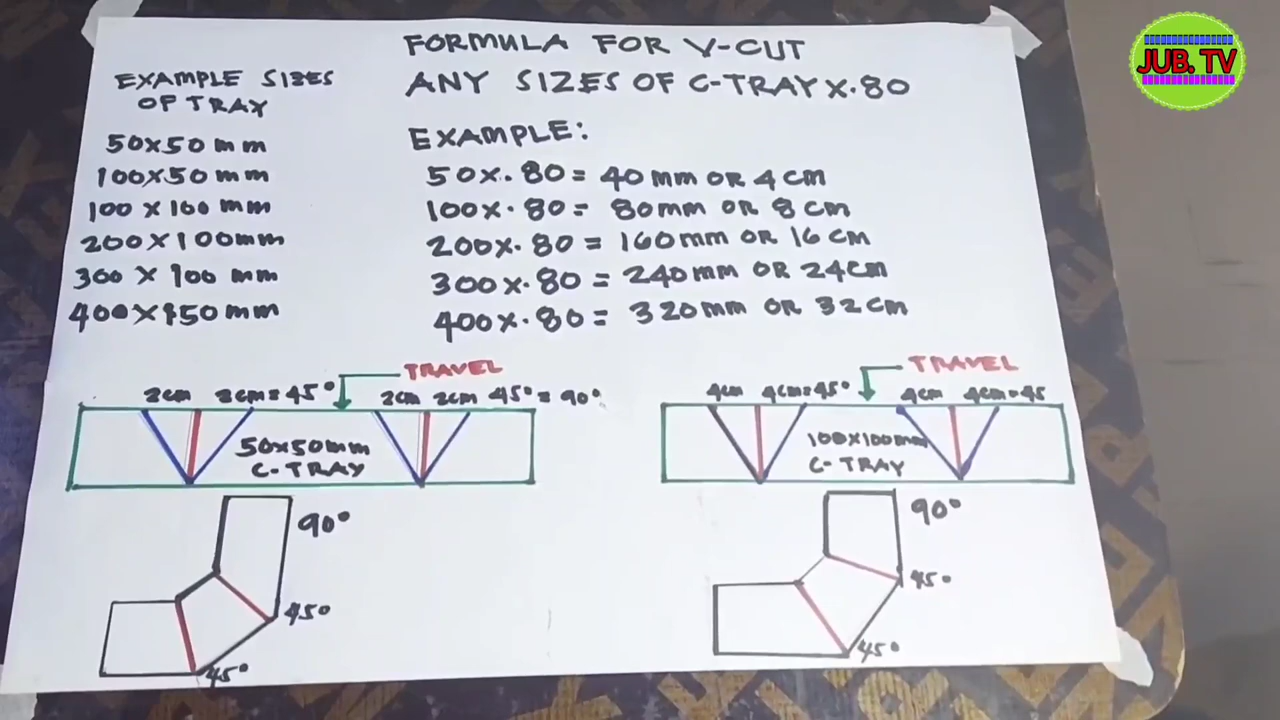 JUB.TV
FORMULA FOR V-CUT
ANY SIZES OF C-TRAY X.80
EXAMPLE SIZES
OF TRAY
50X50mm
100X50mm
100X100mm
200X100mm
300X100mm
400X150mm
EXAMPLE:
50X.80= 40mm OR 4cm
100X.80= 80mm OR 8cm
200X.80= 160mm OR 16cm
300X.80= 240mm OR 24cm
400X.80= 320mm OR 32cm
TRAVEL
2cm 2cm=45° 2cm 2cm 45°=90°
50X50mm
C-TRAY
90°
45°
45°
TRAVEL
4cm 4cm=45° 4cm 4cm=45
100X100mm
C-TRAY
90°
45°
45°